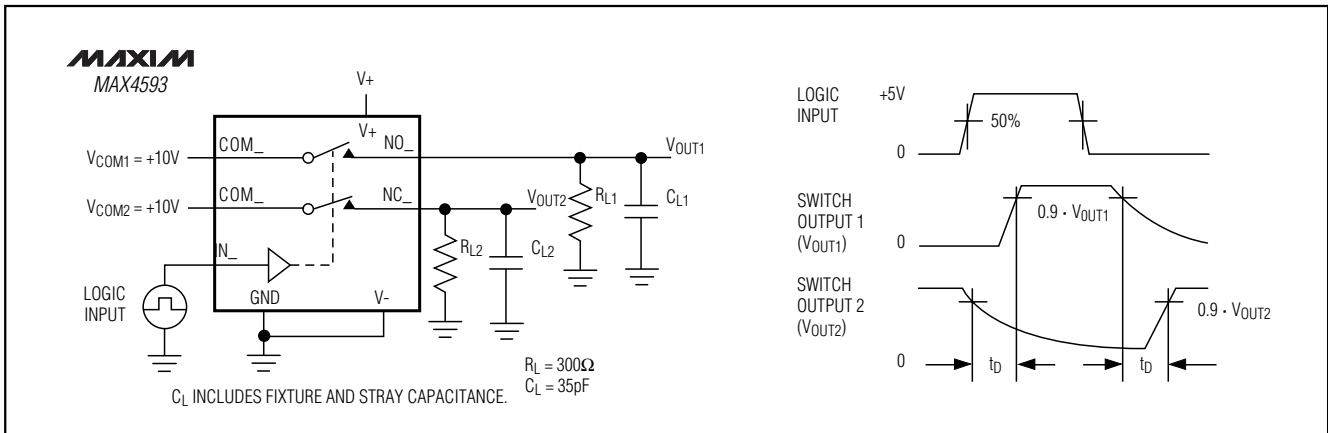 MAXIM
MAX4593
V+
V+
COM_
NO_
VCOM1 = +10V
VOUT1
COM_
NC_
VCOM2 = +10V
VOUT2
RL1
CL1
RL2
CL2
IN_
LOGIC
INPUT
GND
V-
RL = 300Ω
CL = 35pF
CL INCLUDES FIXTURE AND STRAY CAPACITANCE.
LOGIC
INPUT
+5V
50%
0
SWITCH
OUTPUT 1
(VOUT1)
0.9 · VOUT1
0
SWITCH
OUTPUT 2
(VOUT2)
0.9 · VOUT2
0
tD
tD